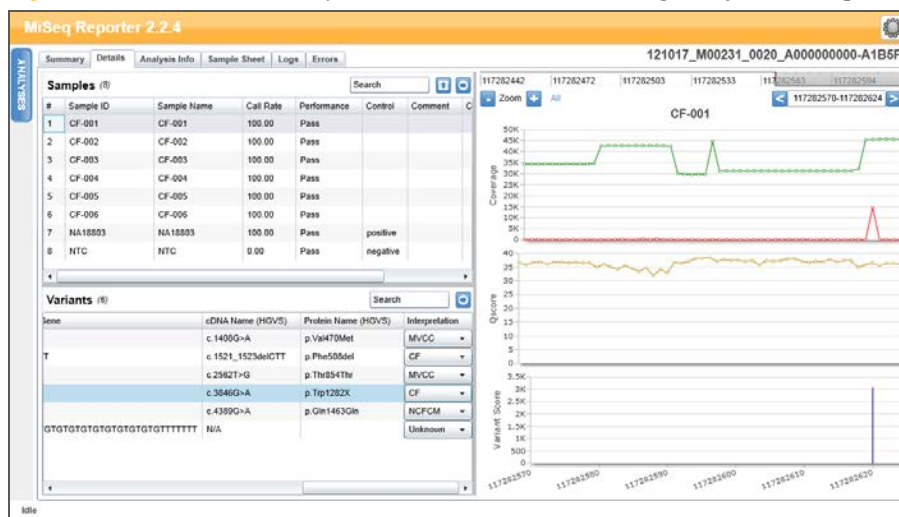 MiSeq Reporter 2.2.4
ANALYSES
Summary Details Analysis Info Sample Sheet Logs Errors
121017_M00231_0020_A000000000-A1B5F
Samples (8) Search
# Sample ID Sample Name Call Rate Performance Control Comment C
1 CF-001 CF-001 100.00 Pass
2 CF-002 CF-002 100.00 Pass
3 CF-003 CF-003 100.00 Pass
4 CF-004 CF-004 100.00 Pass
5 CF-005 CF-005 100.00 Pass
6 CF-006 CF-006 100.00 Pass
7 NA18803 NA18803 100.00 Pass positive
8 NTC NTC 0.00 Pass negative
Variants (6) Search
Gene cDNA Name (HGVS) Protein Name (HGVS) Interpretation
c.1408G>A p.Val470Met MVCC
T c.1521_1523delCTT p.Phe508del CF
c.2562T>G p.Thr854Thr MVCC
c.3846G>A p.Trp1282X CF
c.4389G>A p.Gln1463Gln NCFCM
GTGTGTGTGTGTGTGTGTGTTTTTTT N/A Unknown
117282442 117282472 117282503 117282533 117282563 117282594
- Zoom + All < 117282570-117282624 >
CF-001
Coverage
50K
45K
40K
35K
30K
25K
20K
15K
10K
5K
0
Qscore
40
35
30
25
20
15
10
5
0
Variant Score
3.5K
3K
2.5K
2K
1.5K
1K
500
0
117282570 117282580 117282590 117282600 117282610 117282620
Idle